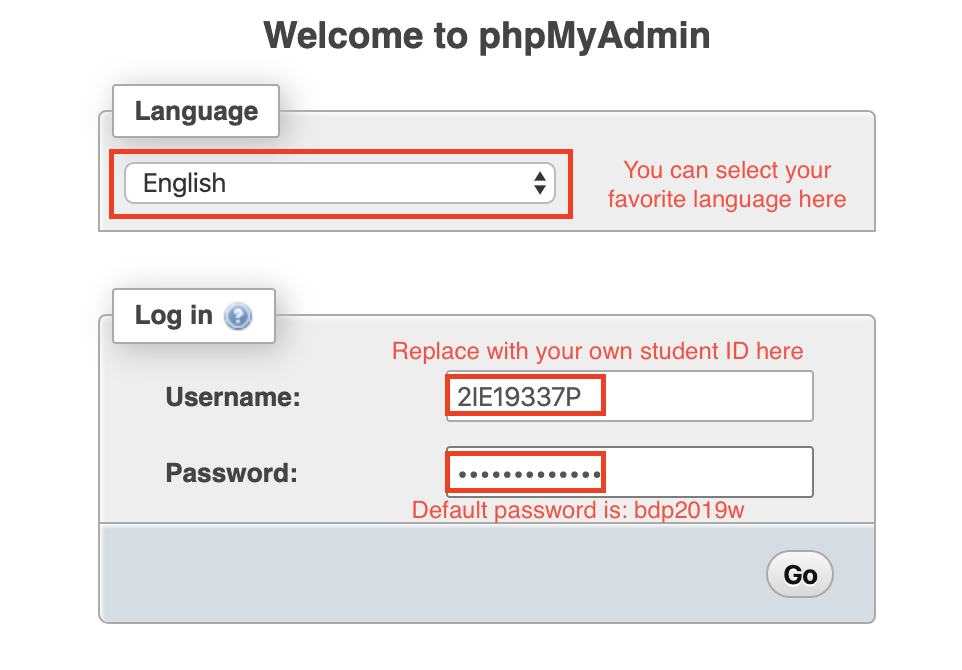 Welcome to phpMyAdmin
Language
English
You can select your
favorite language here
Log in
Replace with your own student ID here
Username:
2IE19337P
Password:
•••••••••••••
Default password is: bdp2019w
Go